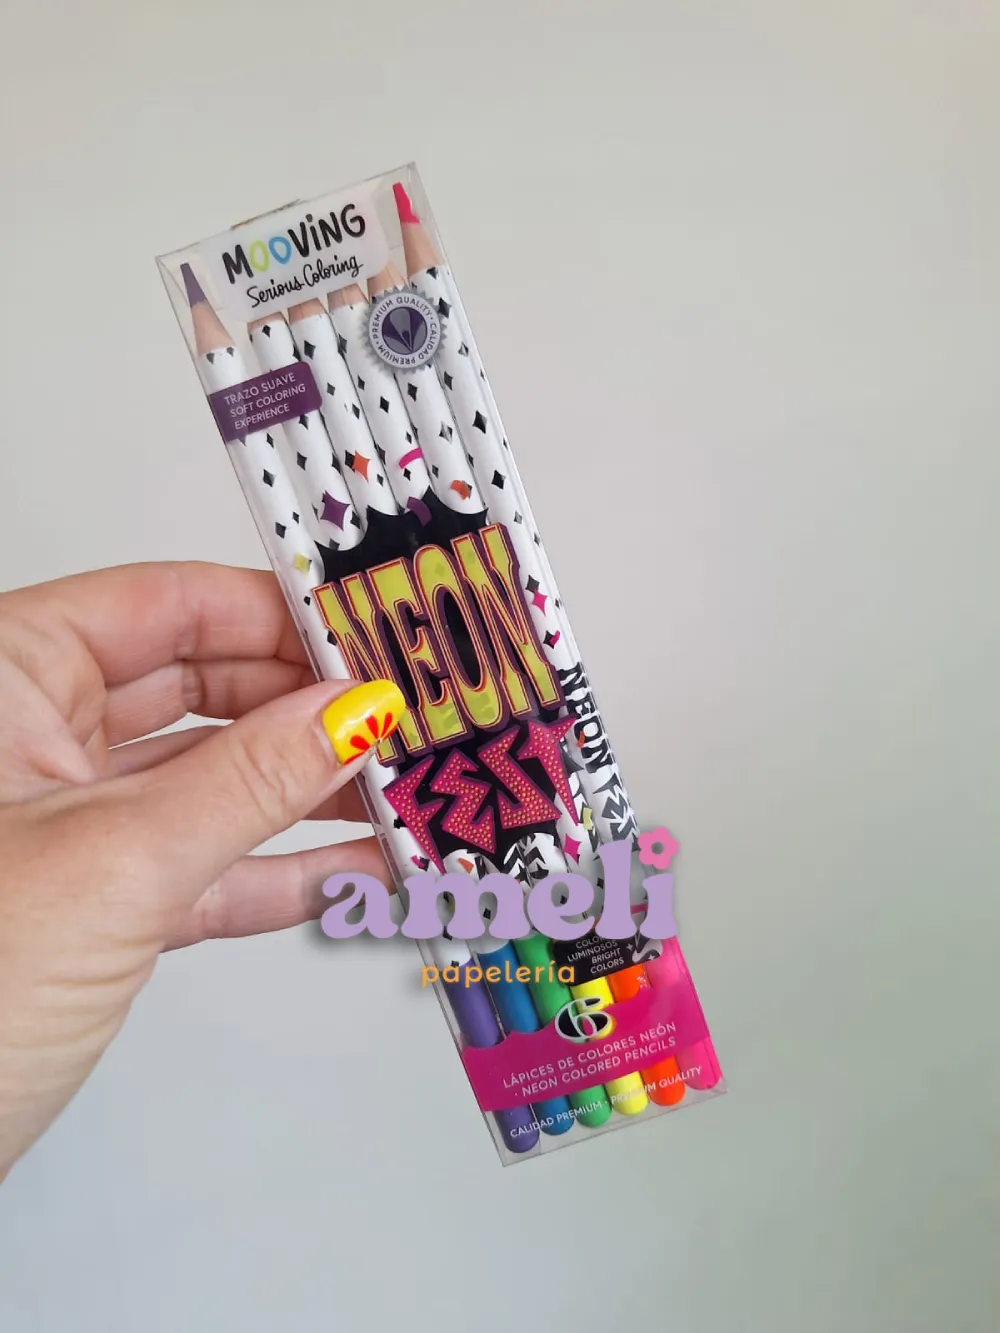 MOOViNG
Serious Coloring
PREMIUM QUALITY · CALIDAD PREMIUM ·
TRAZO SUAVE
SOFT COLORING
EXPERIENCE
NEON
FEST
NEON FEST
ameli
papelería
COLORES
LUMINOSOS
BRIGHT
COLORS
6
LÁPICES DE COLORES NEÓN
· NEON COLORED PENCILS
CALIDAD PREMIUM · PREMIUM QUALITY